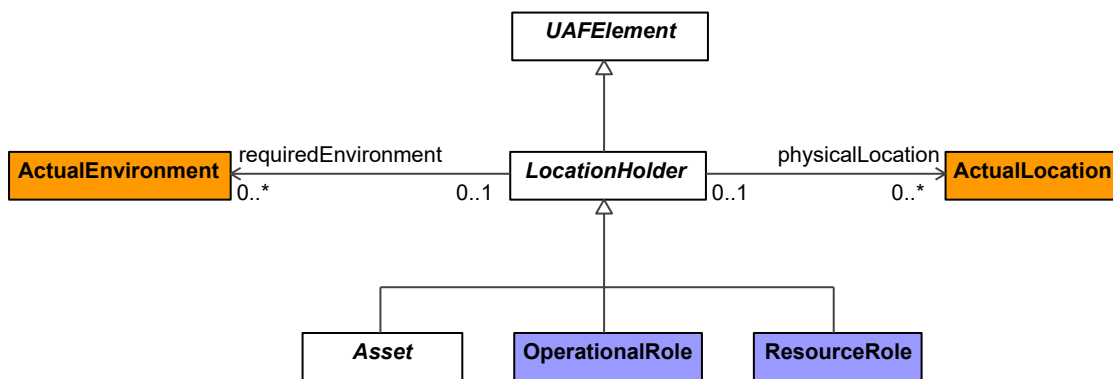 UAFElement
requiredEnvironment
physicalLocation
ActualEnvironment
LocationHolder
ActualLocation
0..*
0..1
0..1
0..*
Asset
OperationalRole
ResourceRole